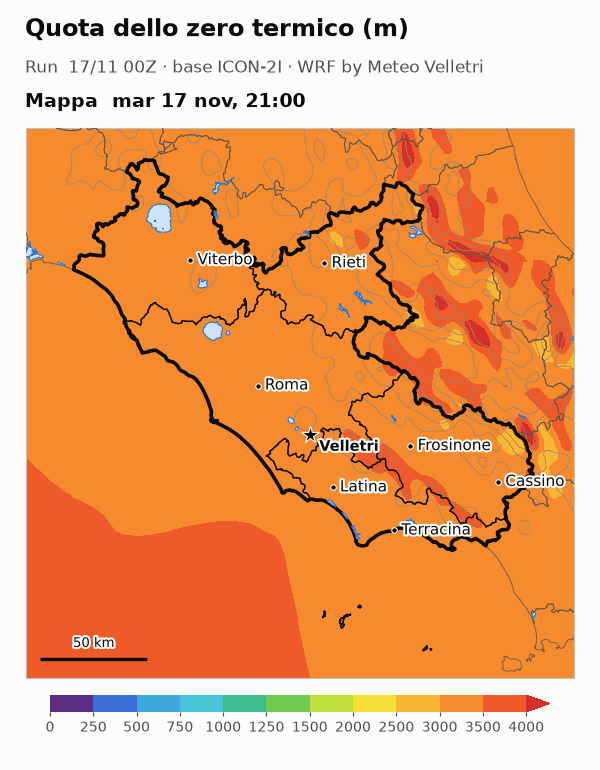 Quota dello zero termico (m)
Run  17/11 00Z · base ICON-2I · WRF by Meteo Velletri
Mappa  mar 17 nov, 21:00
Viterbo
Rieti
Roma
Velletri
Frosinone
Cassino
Latina
Terracina
50 km
0 250 500 750 1000 1250 1500 2000 2500 3000 3500 4000